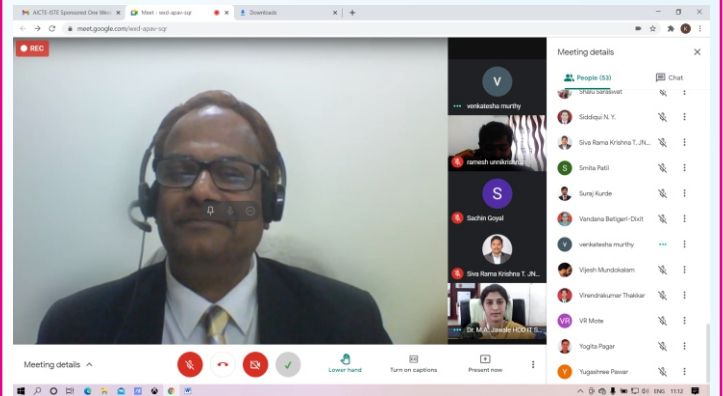 AICTE-ISTE Sponsored One Wee
Meet - wxd-apav-sqr
Downloads
meet.google.com/wxd-apav-sqr
REC
V
venkatesha murthy
ramesh unnikrish
S
Sachin Goyal
Siva Rama Krishna T. JN...
Dr. M.A. Jawale HOD IT S...
Meeting details
People (53)
Chat
Shalu Saraswat
Siddiqui N. Y.
Siva Rama Krishna T. JN...
S Smita Patil
Suraj Kurde
Vandana Betigeri-Dixit
V venkatesha murthy
Vijesh Mundokalam
Virendrakumar Thakkar
VR VR Mote
Yogita Pagar
Y Yugashree Pawar
Meeting details
Lower hand
Turn on captions
Present now
ENG 11:12